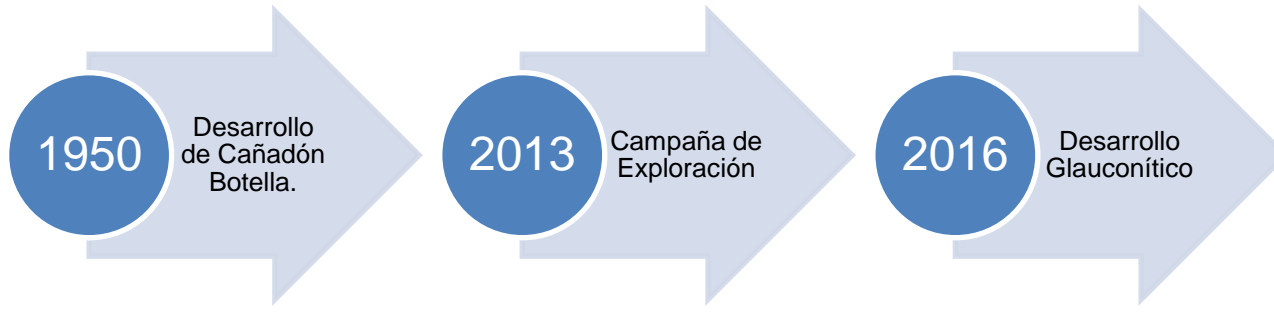 1950
Desarrollo
de Cañadón
Botella.
2013
Campaña de
Exploración
2016
Desarrollo
Glauconítico